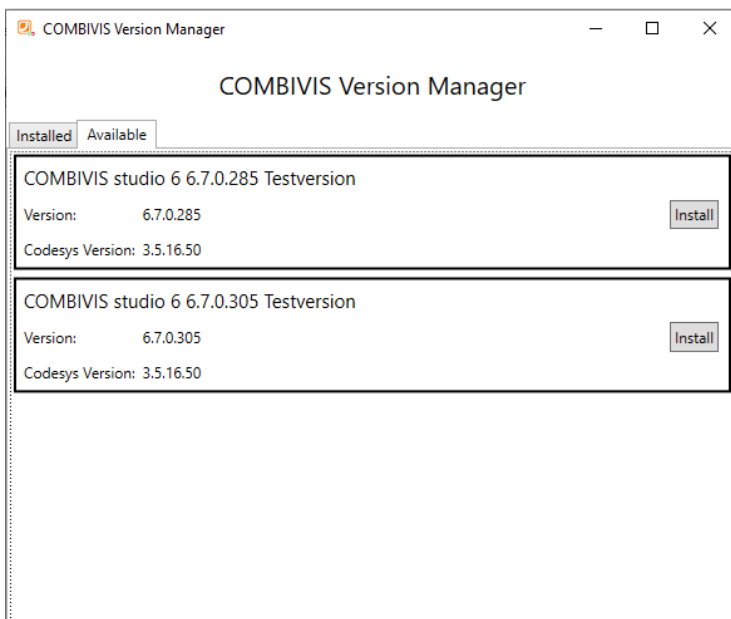 COMBIVIS Version Manager
COMBIVIS Version Manager
Installed Available
COMBIVIS studio 6 6.7.0.285 Testversion
Version: 6.7.0.285
Install
Codesys Version: 3.5.16.50
COMBIVIS studio 6 6.7.0.305 Testversion
Version: 6.7.0.305
Install
Codesys Version: 3.5.16.50